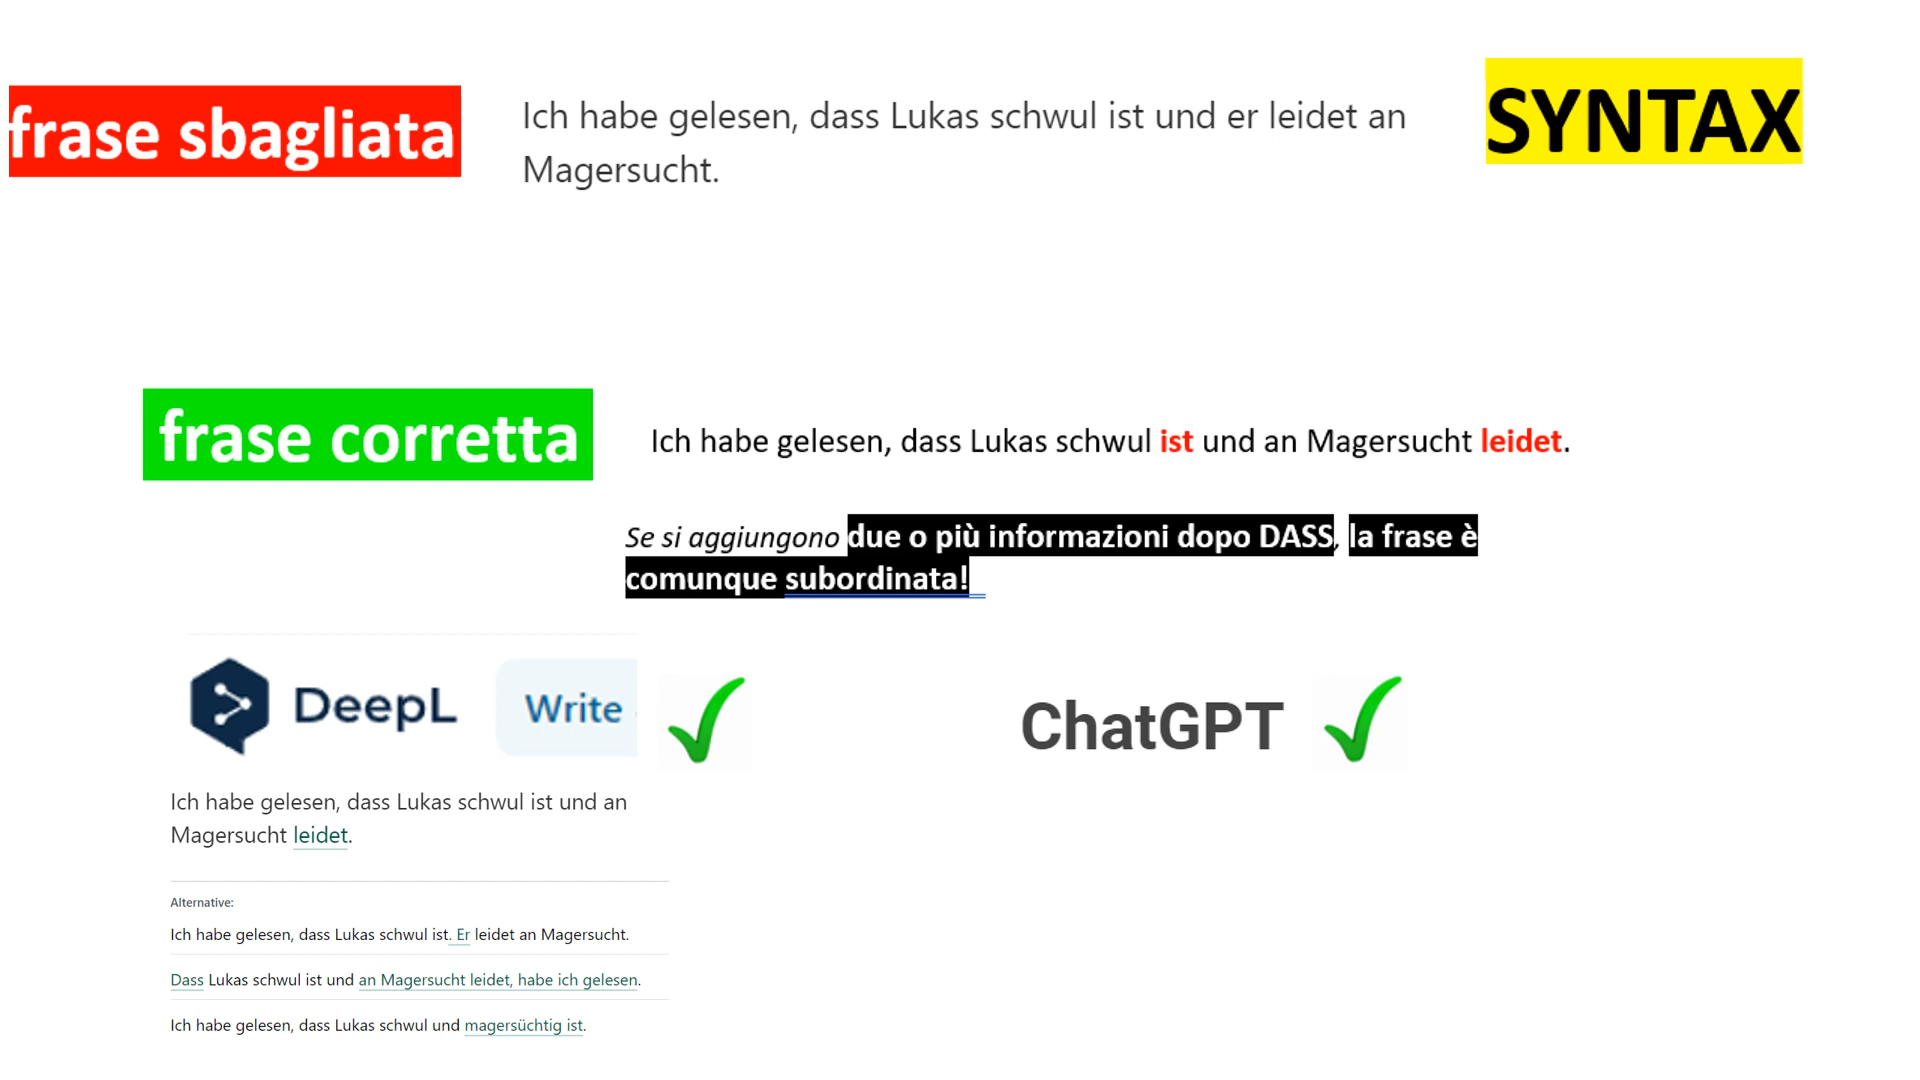 frase sbagliata
Ich habe gelesen, dass Lukas schwul ist und er leidet an
Magersucht.
SYNTAX
frase corretta
Ich habe gelesen, dass Lukas schwul ist und an Magersucht leidet.
Se si aggiungono due o più informazioni dopo DASS, la frase è
comunque subordinata!
DeepL
Write
ChatGPT
Ich habe gelesen, dass Lukas schwul ist und an
Magersucht leidet.
Alternative:
Ich habe gelesen, dass Lukas schwul ist. Er leidet an Magersucht.
Dass Lukas schwul ist und an Magersucht leidet, habe ich gelesen.
Ich habe gelesen, dass Lukas schwul und magersüchtig ist.